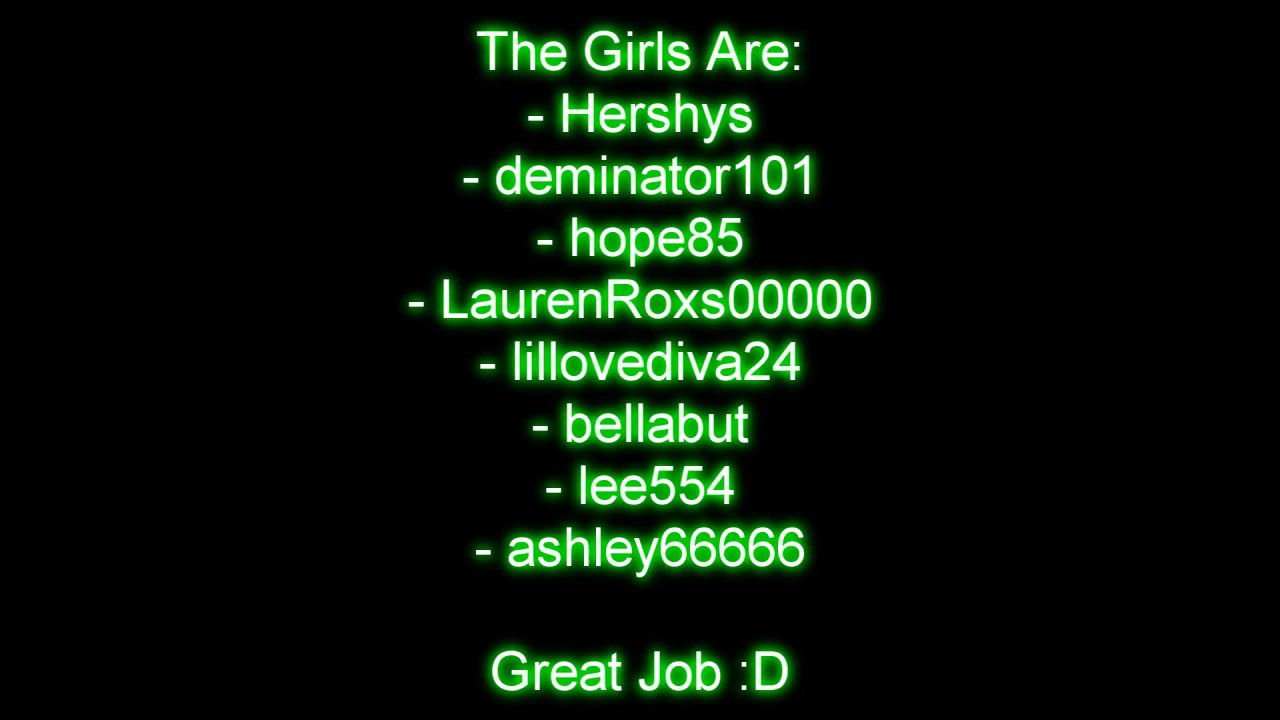 The Girls Are:
- Hershys
- deminator101
- hope85
- LaurenRoxs00000
- lillovediva24
- bellabut
- lee554
- ashley66666
Great Job :D